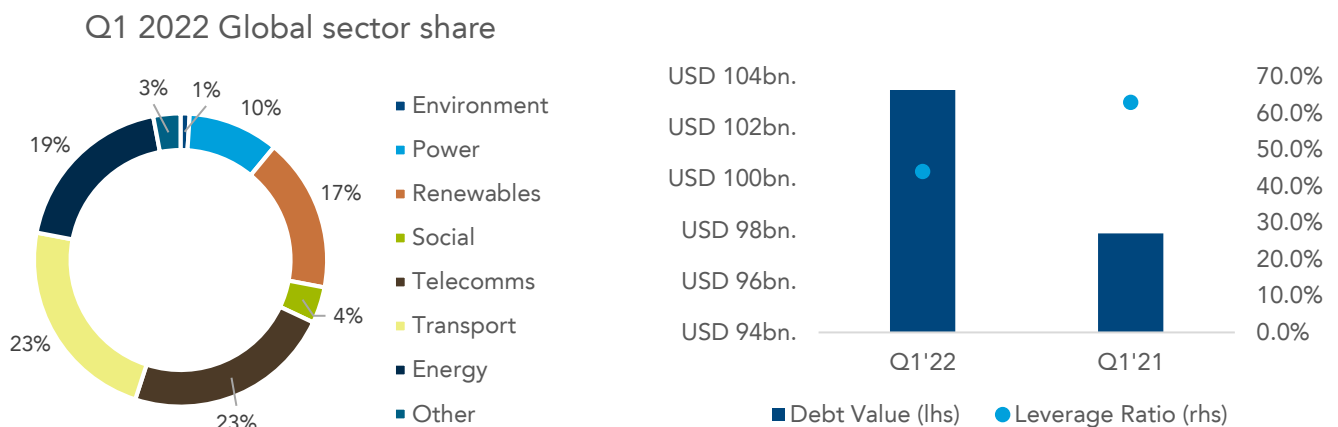 Q1 2022 Global sector share
3%
1%
10%
19%
17%
4%
23%
23%
Environment
Power
Renewables
Social
Telecomms
Transport
Energy
Other
USD 104bn.
USD 102bn.
USD 100bn.
USD 98bn.
USD 96bn.
USD 94bn.
70.0%
60.0%
50.0%
40.0%
30.0%
20.0%
10.0%
0.0%
Q1'22
Q1'21
Debt Value (lhs)
Leverage Ratio (rhs)